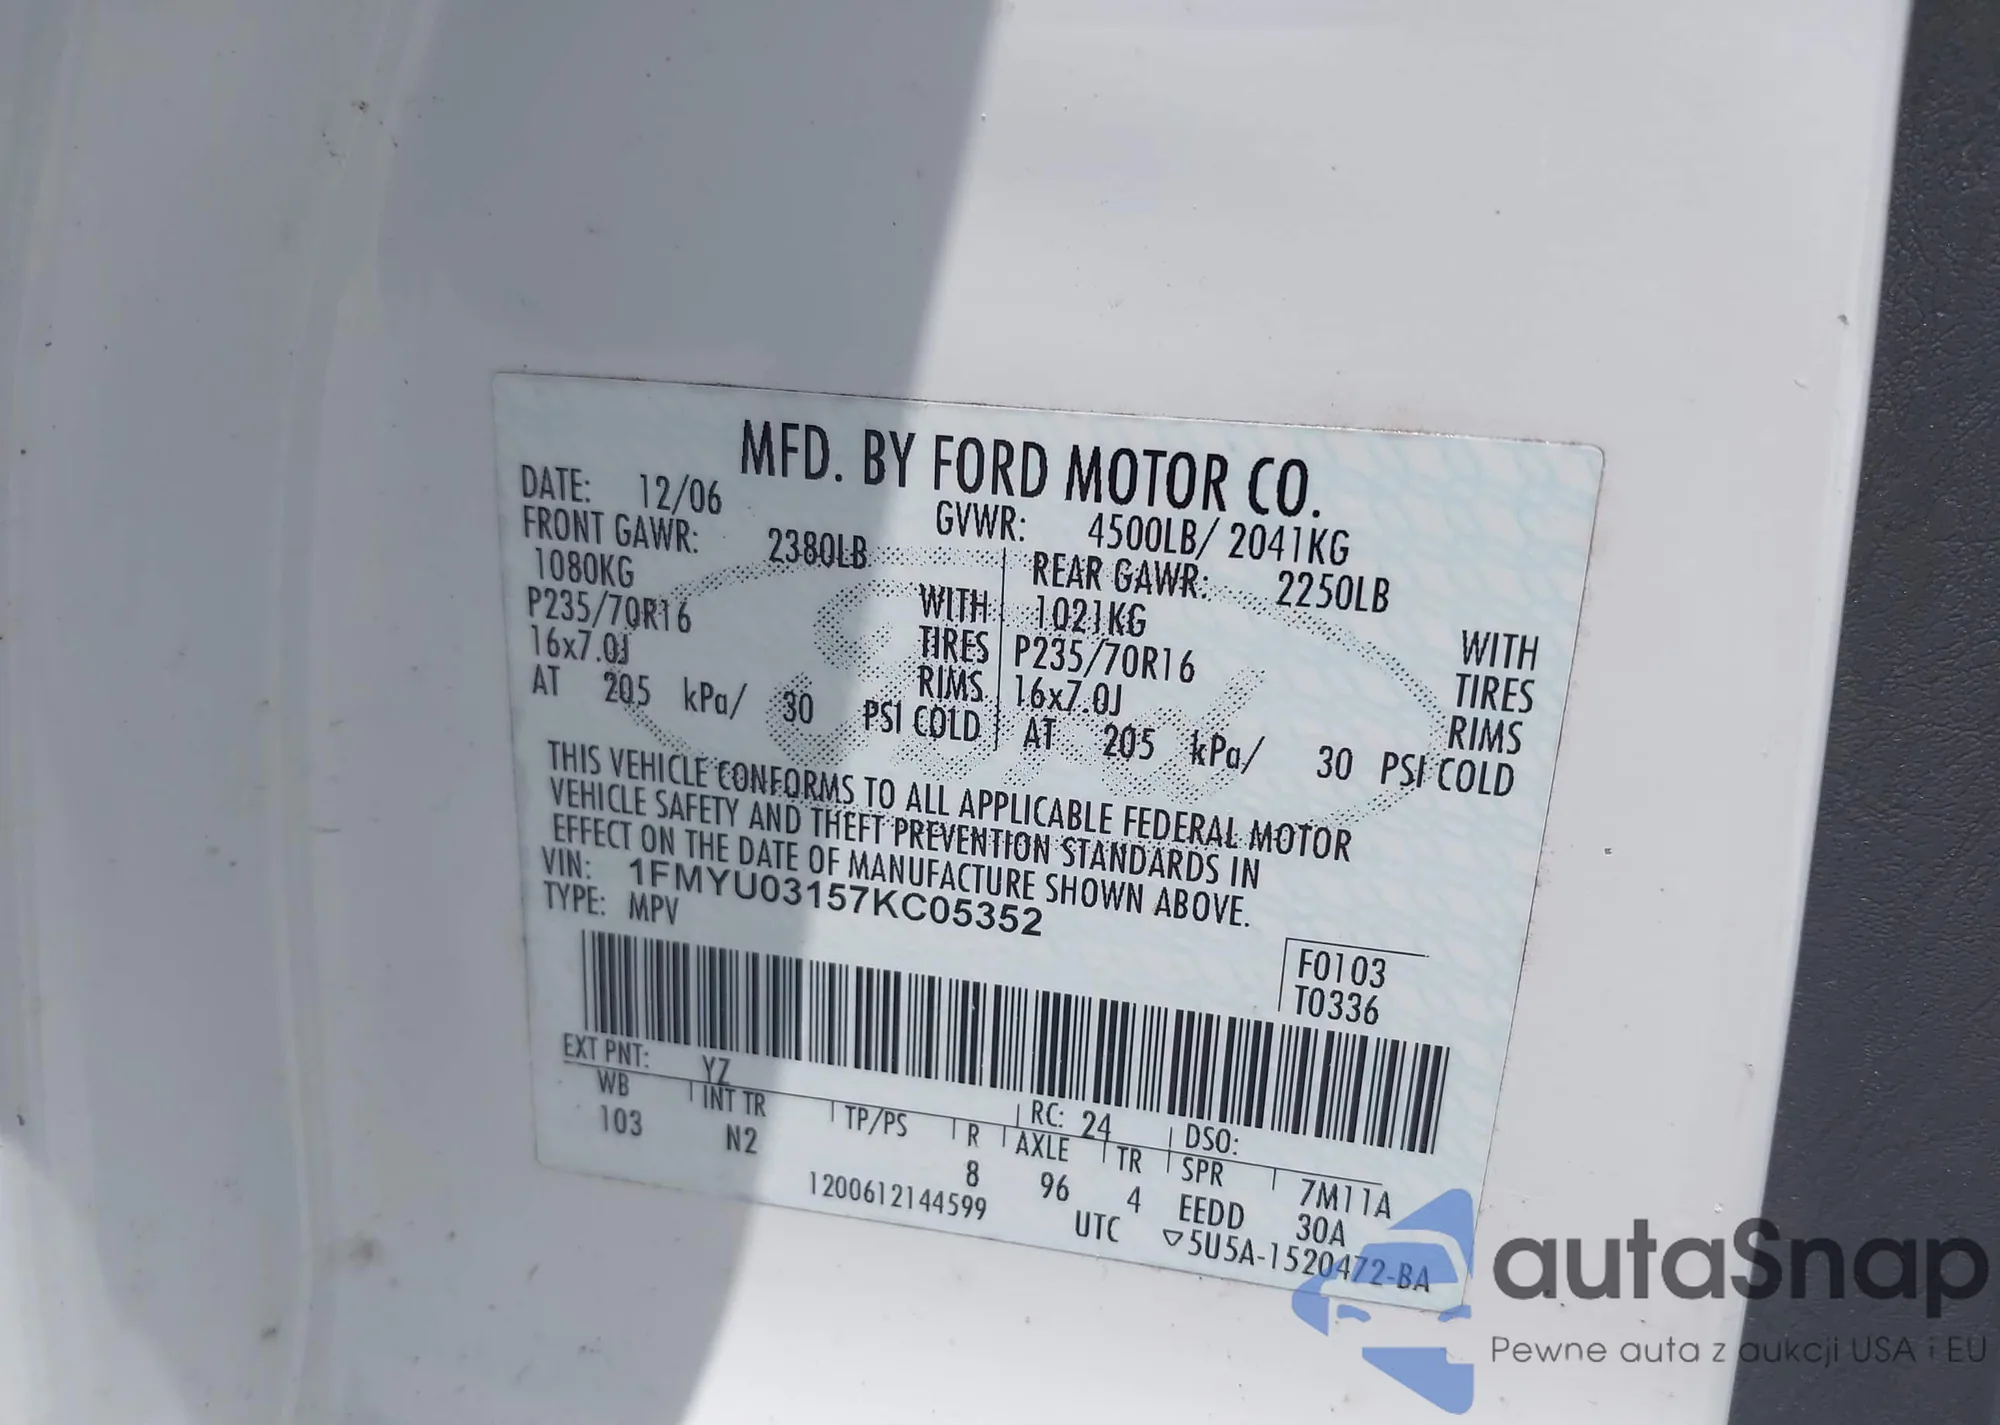 MFD. BY FORD MOTOR CO.
DATE: 12/06
GVWR: 4500LB/ 2041KG
FRONT GAWR: 2380LB
1080KG WITH
P235/70R16 TIRES
16x7.0J RIMS
AT 205 kPa/ 30 PSI COLD
REAR GAWR: 2250LB
1021KG WITH
P235/70R16 TIRES
16x7.0J RIMS
AT 205 kPa/ 30 PSI COLD
THIS VEHICLE CONFORMS TO ALL APPLICABLE FEDERAL MOTOR
VEHICLE SAFETY AND THEFT PREVENTION STANDARDS IN
EFFECT ON THE DATE OF MANUFACTURE SHOWN ABOVE.
VIN: 1FMYU03157KC05352
TYPE: MPV
F0103
T0336
EXT PNT: YZ RC: 24 DSO:
WB INT TR TP/PS R AXLE TR SPR 7M11A
103 N2 8 96 4 EEDD 30A
1200612144599 UTC ▽5U5A-1520472-BA
autaSnap
Pewne auta z aukcji USA i EU